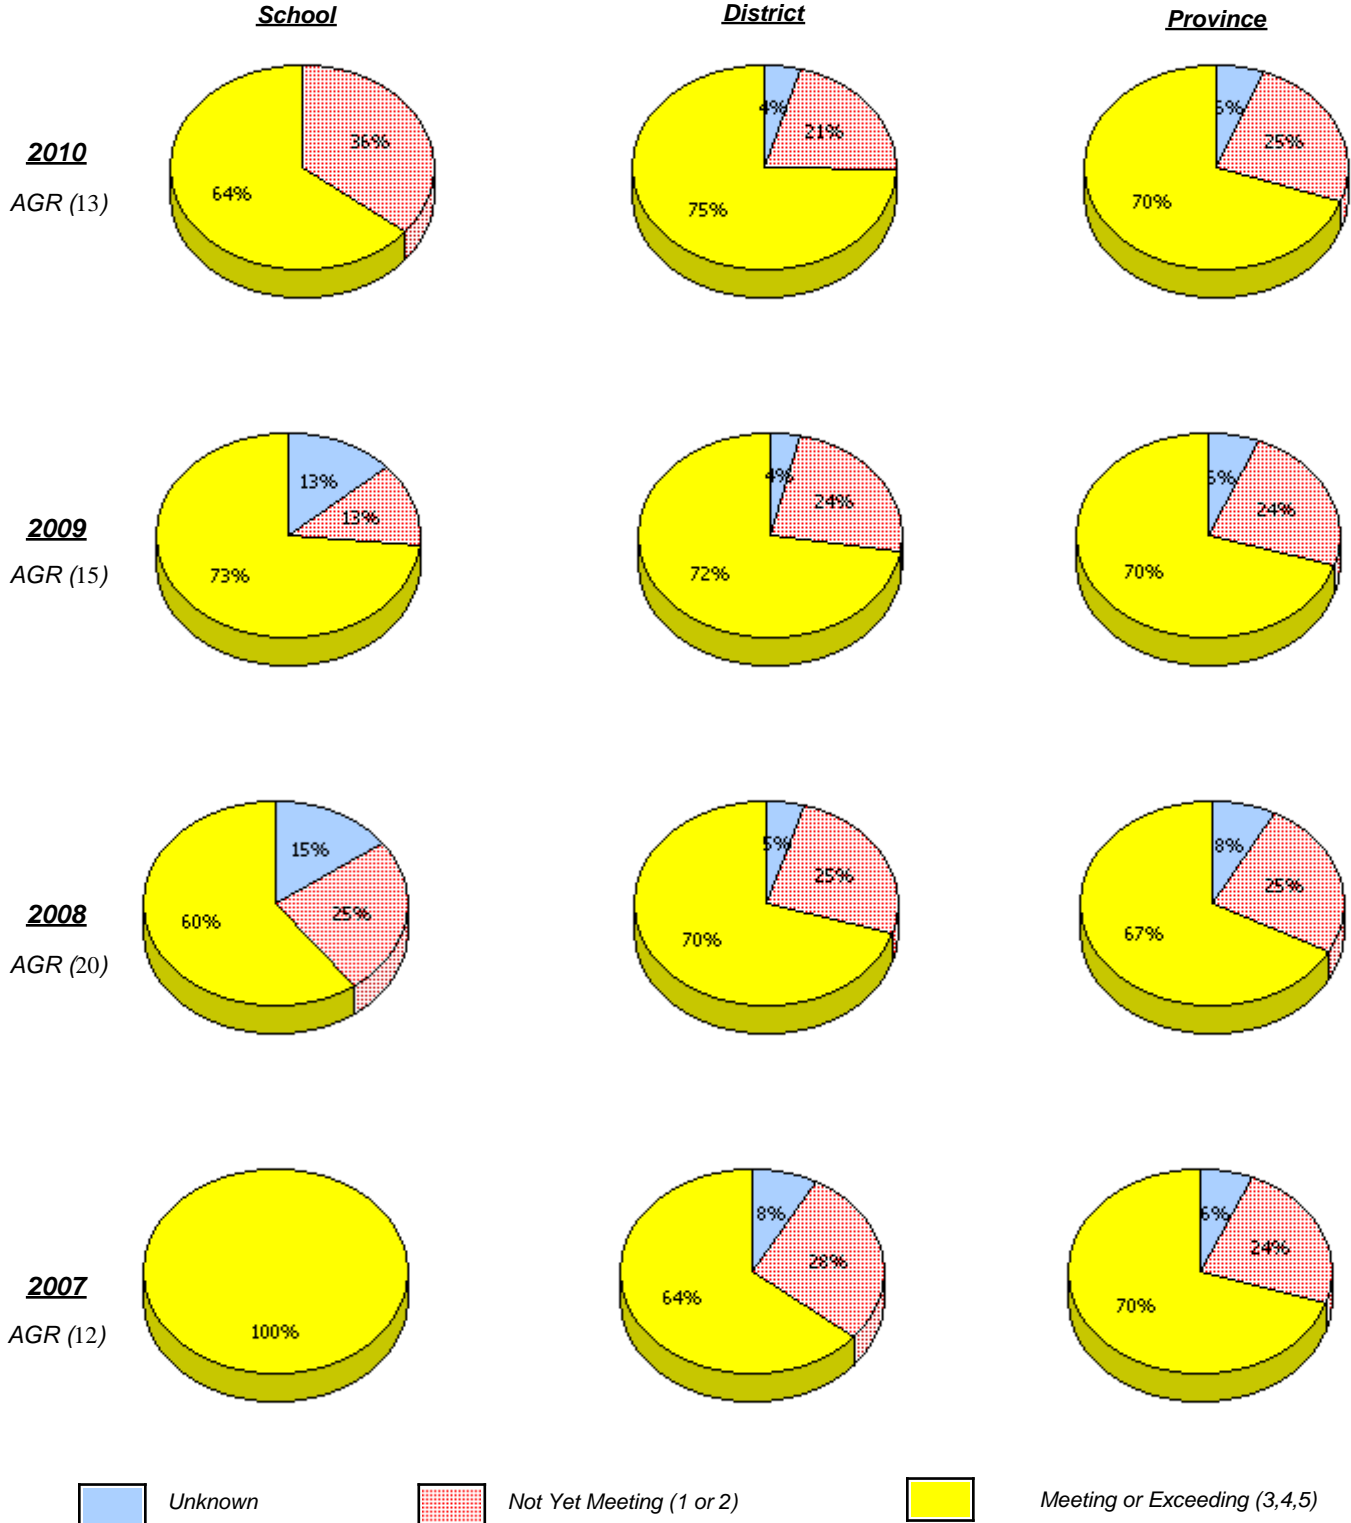 School District Province
36% 4% 21% 25%
2010
AGR (13)
64% 75% 70%
13% 13% 4% 24% 24%
2009
AGR (15)
73% 72% 70%
15% 25% 5% 25% 8% 25%
2008
AGR (20)
60% 70% 67%
8% 28% 6% 24%
2007
AGR (12)
100% 64% 70%
Unknown Not Yet Meeting (1 or 2) Meeting or Exceeding (3,4,5)